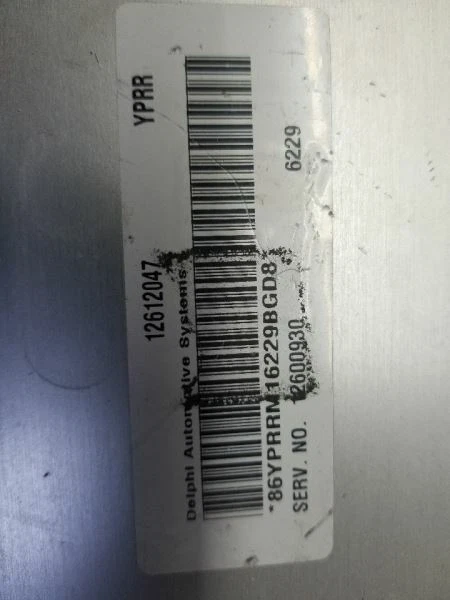 12612047 YPRR
Delphi Automotive Systems
*86YPRRM16229BGD8
SERV. NO. 12600930 6229